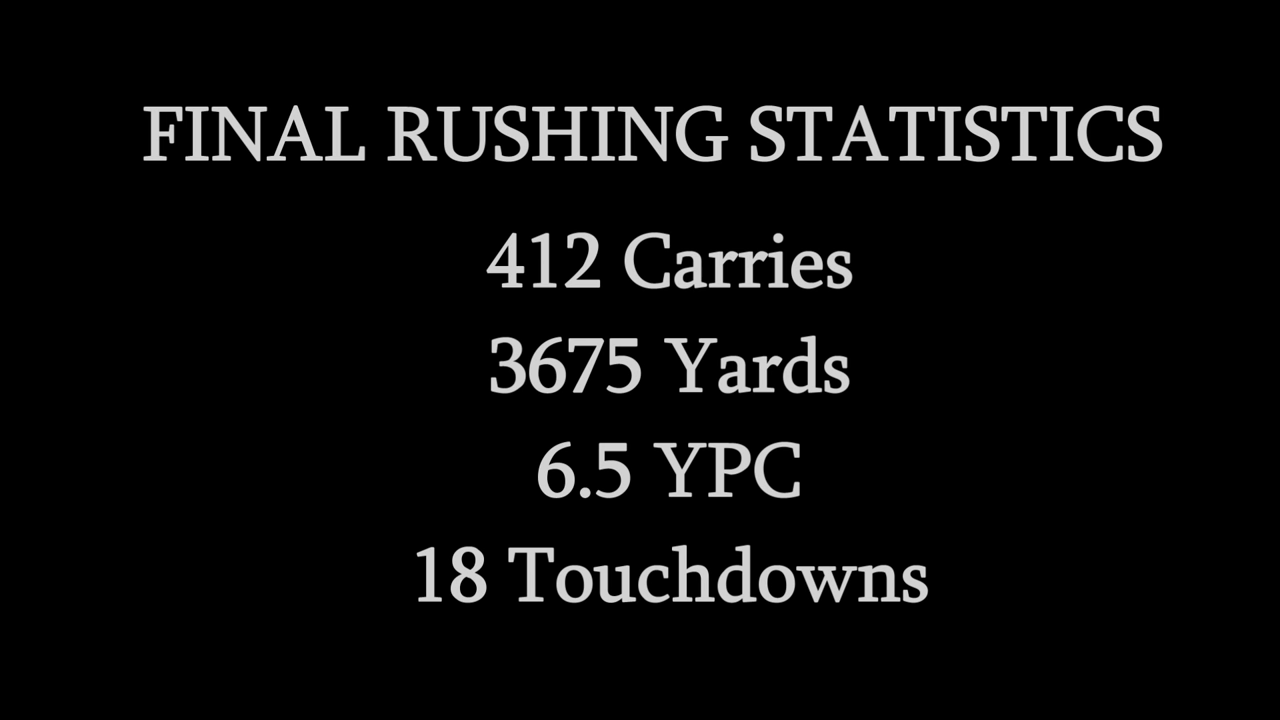 FINAL RUSHING STATISTICS
412 Carries
3675 Yards
6.5 YPC
18 Touchdowns